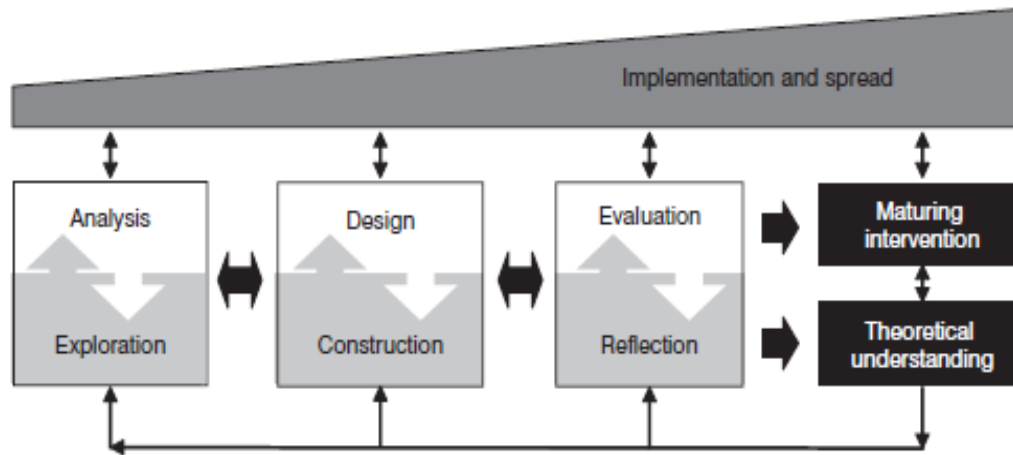 Implementation and spread
Analysis
Exploration
Design
Construction
Evaluation
Reflection
Maturing
intervention
Theoretical
understanding